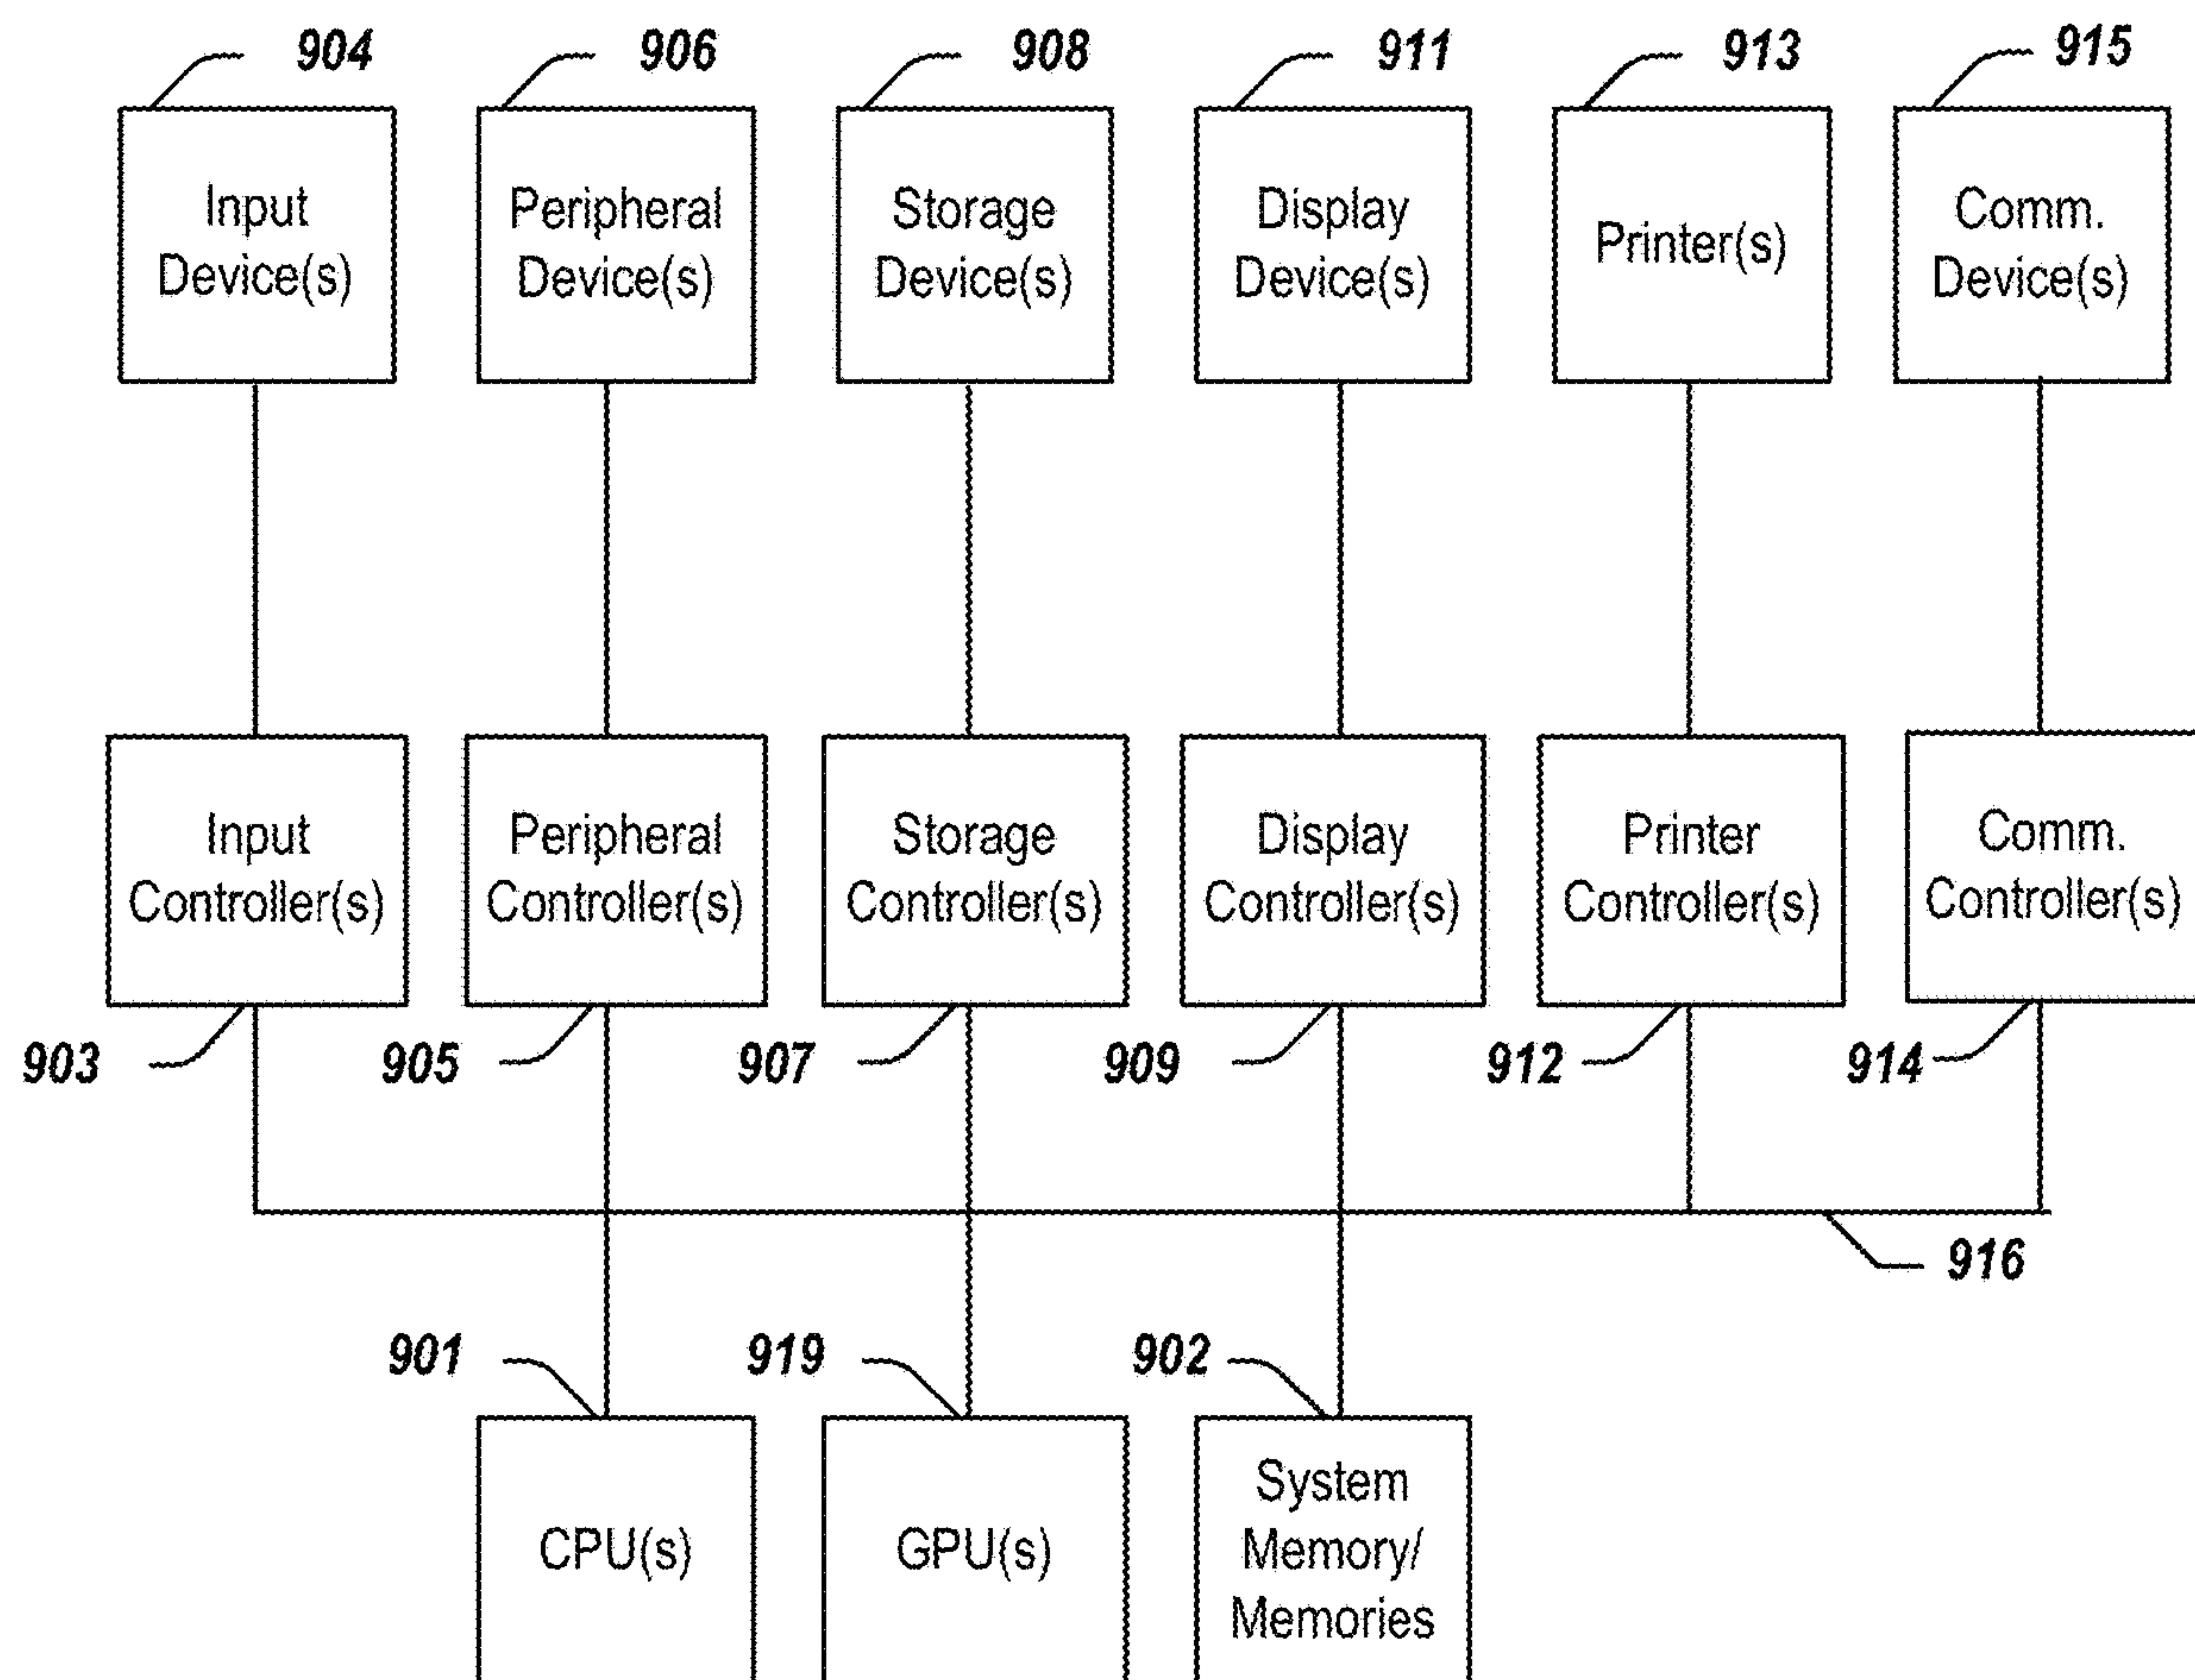 904 906 908 911 913 915
Input Peripheral Storage Display Printer(s) Comm.
Device(s) Device(s) Device(s) Device(s) Device(s)
Input Peripheral Storage Display Printer Comm.
Controller(s) Controller(s) Controller(s) Controller(s) Controller(s) Controller(s)
903 905 907 909 912 914
916
901 919 902
System
CPU(s) GPU(s) Memory/
Memories